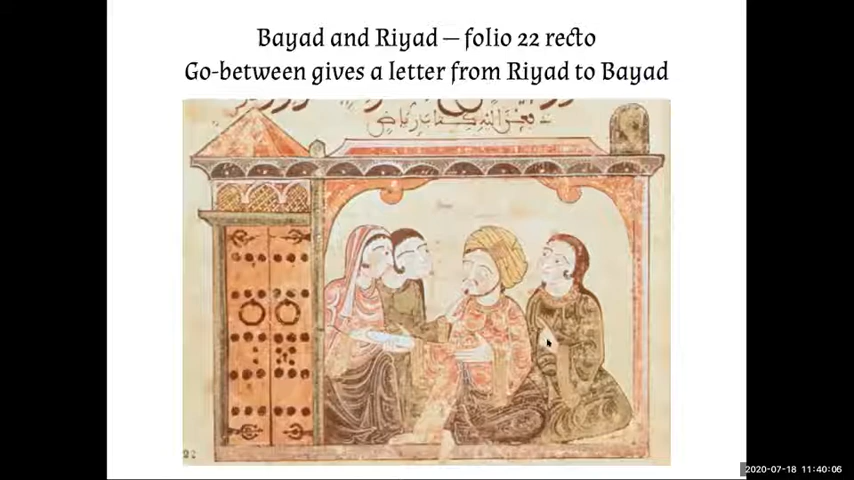 Bayad and Riyad – folio 22 recto
Go-between gives a letter from Riyad to Bayad
22
2020-07-18 11:40:06